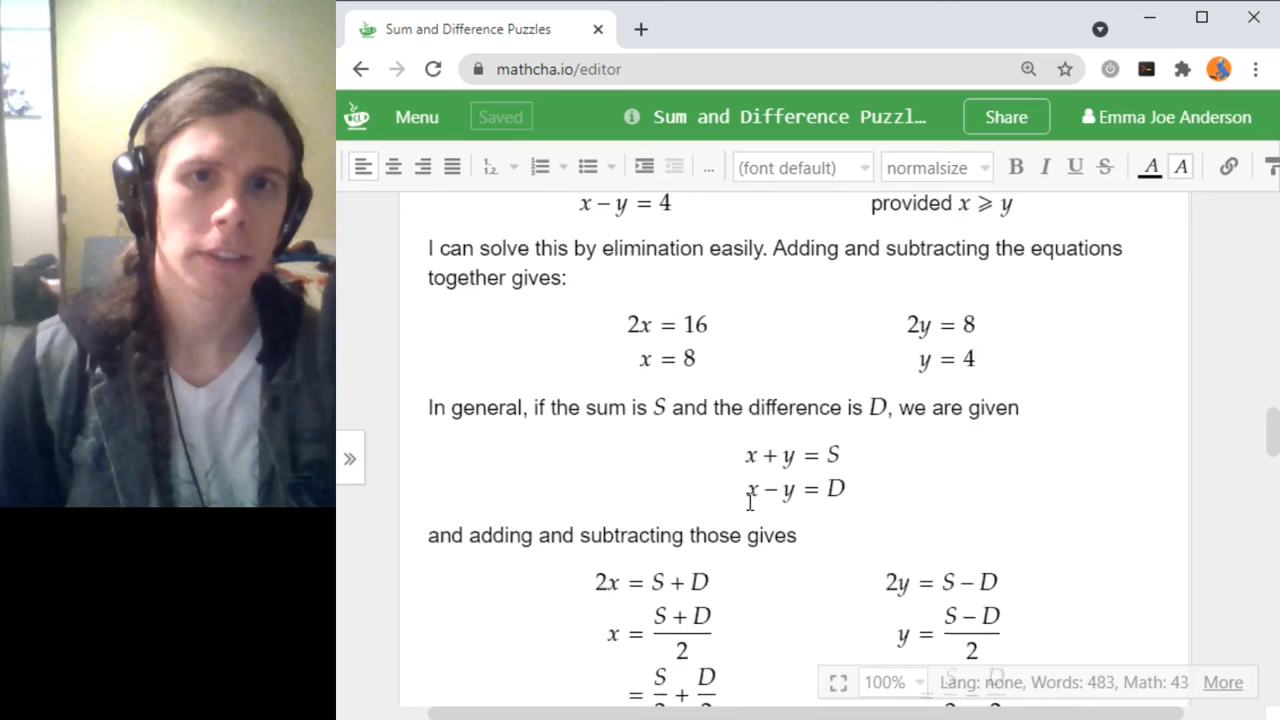 Sum and Difference Puzzles
mathcha.io/editor
Menu
Saved
Sum and Difference Puzzl...
Share
Emma Joe Anderson
(font default)
normalsize
B I U S A A
x − y = 4
provided x ⩾ y
I can solve this by elimination easily. Adding and subtracting the equations
together gives:
2x = 16
2y = 8
x = 8
y = 4
In general, if the sum is S and the difference is D, we are given
x + y = S
x − y = D
and adding and subtracting those gives
2x = S + D
2y = S − D
x = (S + D)/2
y = (S − D)/2
= S/2 + D/2
100%
Lang: none, Words: 483, Math: 43
More